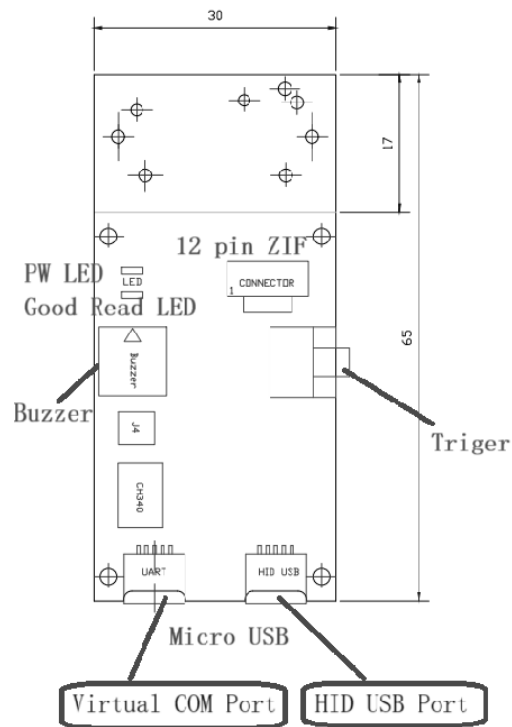 30
17
12 pin ZIF
PW LED
LED
CONNECTOR
1
Good Read LED
65
Buzzer
Buzzer
Triger
J4
CH340
UART
HID USB
Micro USB
Virtual COM Port
HID USB Port